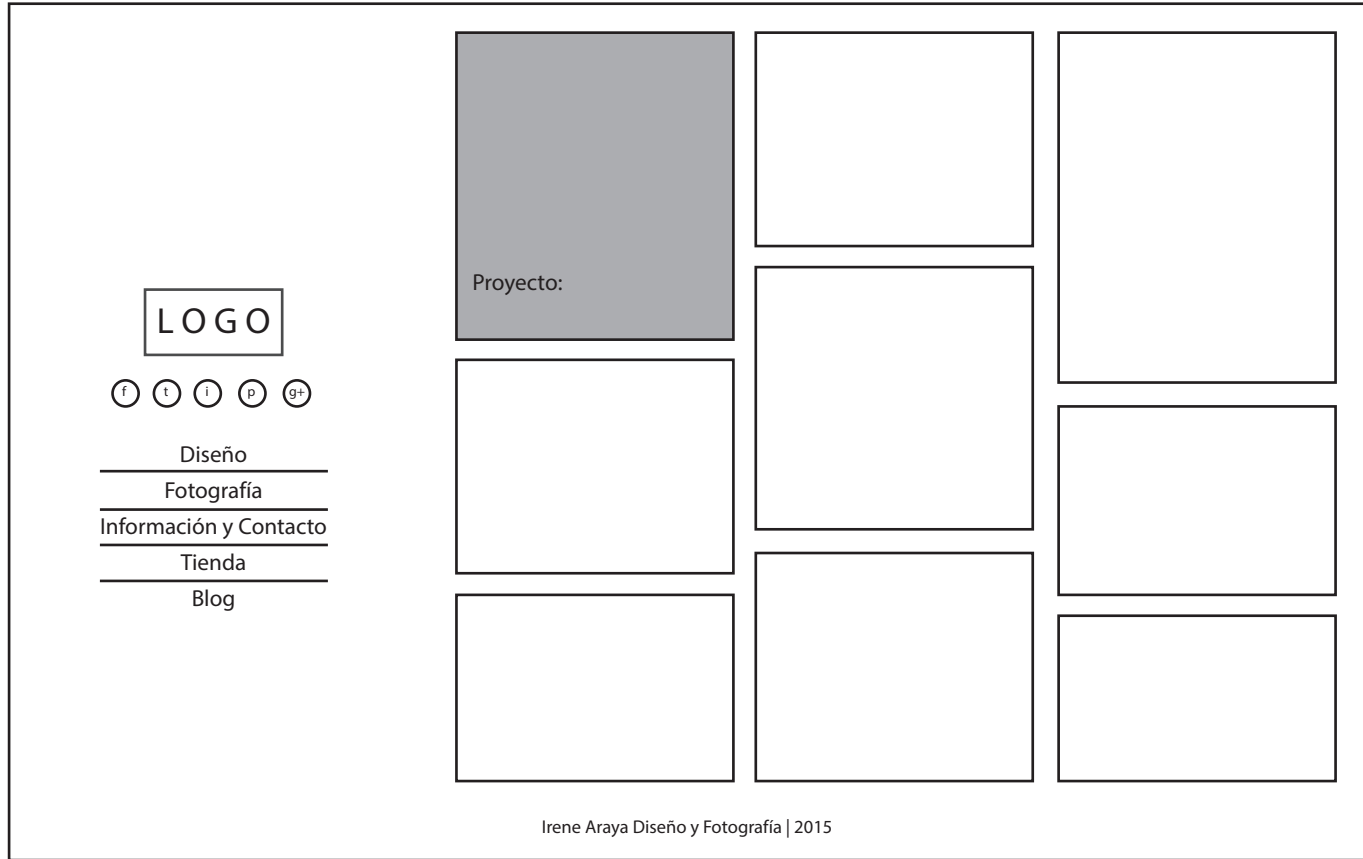 LOGO
f t i p g+
Diseño
Fotografía
Información y Contacto
Tienda
Blog
Proyecto:
Irene Araya Diseño y Fotografía | 2015